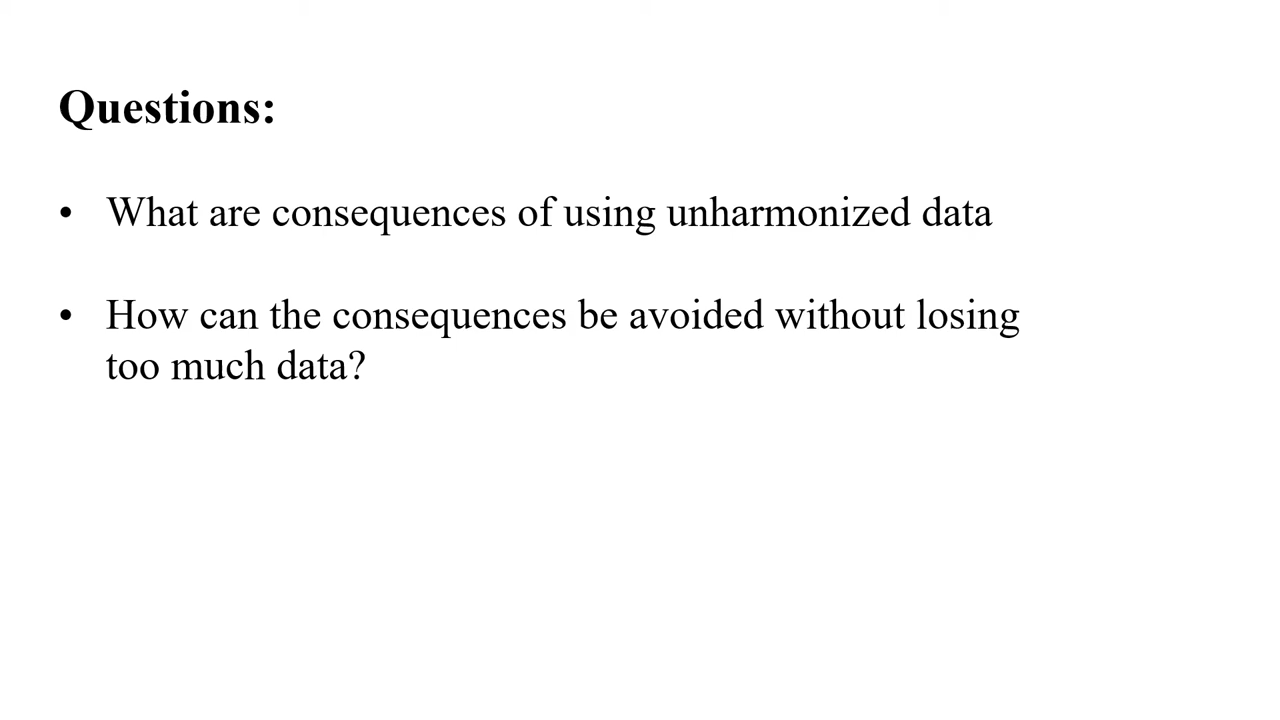 Questions:
• What are consequences of using unharmonized data
• How can the consequences be avoided without losing
too much data?